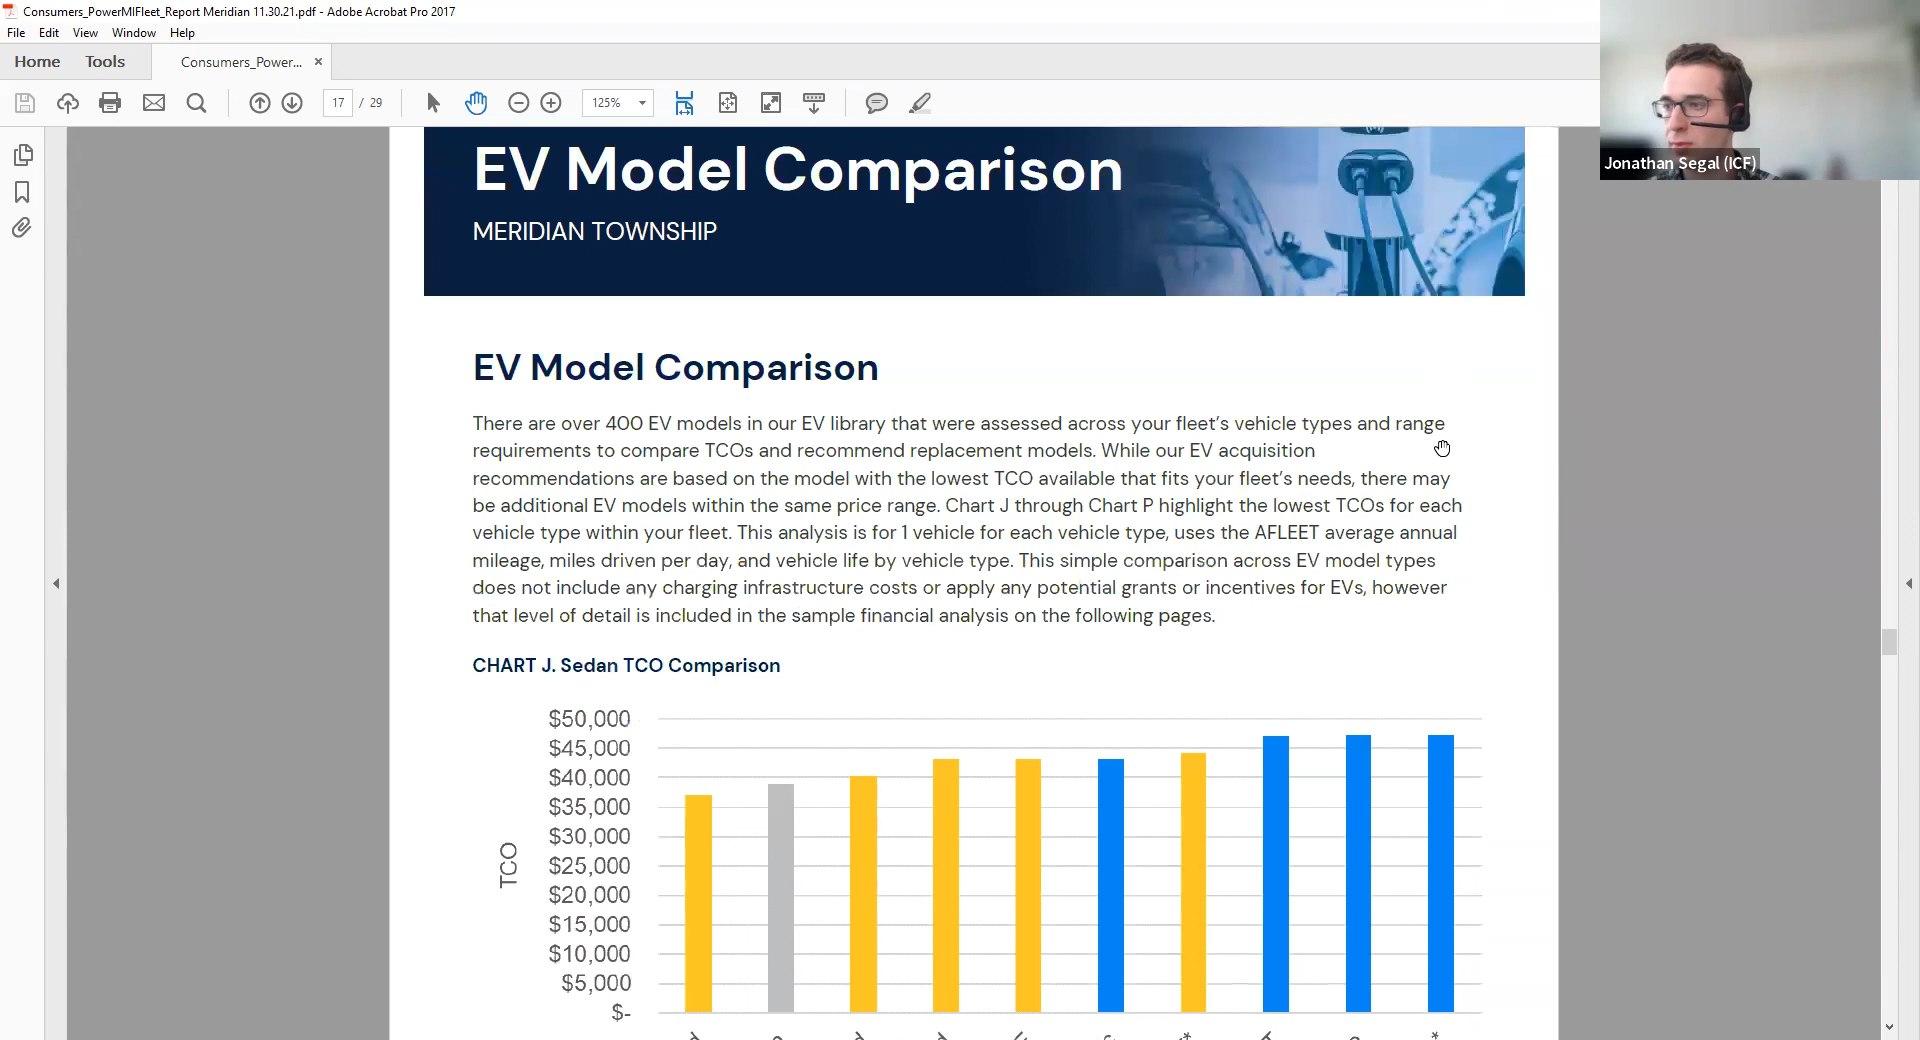 Consumers_PowerMIFleet_Report Meridian 11.30.21.pdf - Adobe Acrobat Pro 2017
File Edit View Window Help
Home Tools Consumers_Power... ×
17 / 29 125%
Jonathan Segal (ICF)
EV Model Comparison
MERIDIAN TOWNSHIP
EV Model Comparison
There are over 400 EV models in our EV library that were assessed across your fleet’s vehicle types and range
requirements to compare TCOs and recommend replacement models. While our EV acquisition
recommendations are based on the model with the lowest TCO available that fits your fleet’s needs, there may
be additional EV models within the same price range. Chart J through Chart P highlight the lowest TCOs for each
vehicle type within your fleet. This analysis is for 1 vehicle for each vehicle type, uses the AFLEET average annual
mileage, miles driven per day, and vehicle life by vehicle type. This simple comparison across EV model types
does not include any charging infrastructure costs or apply any potential grants or incentives for EVs, however
that level of detail is included in the sample financial analysis on the following pages.
CHART J. Sedan TCO Comparison
TCO
$50,000
$45,000
$40,000
$35,000
$30,000
$25,000
$20,000
$15,000
$10,000
$5,000
$-